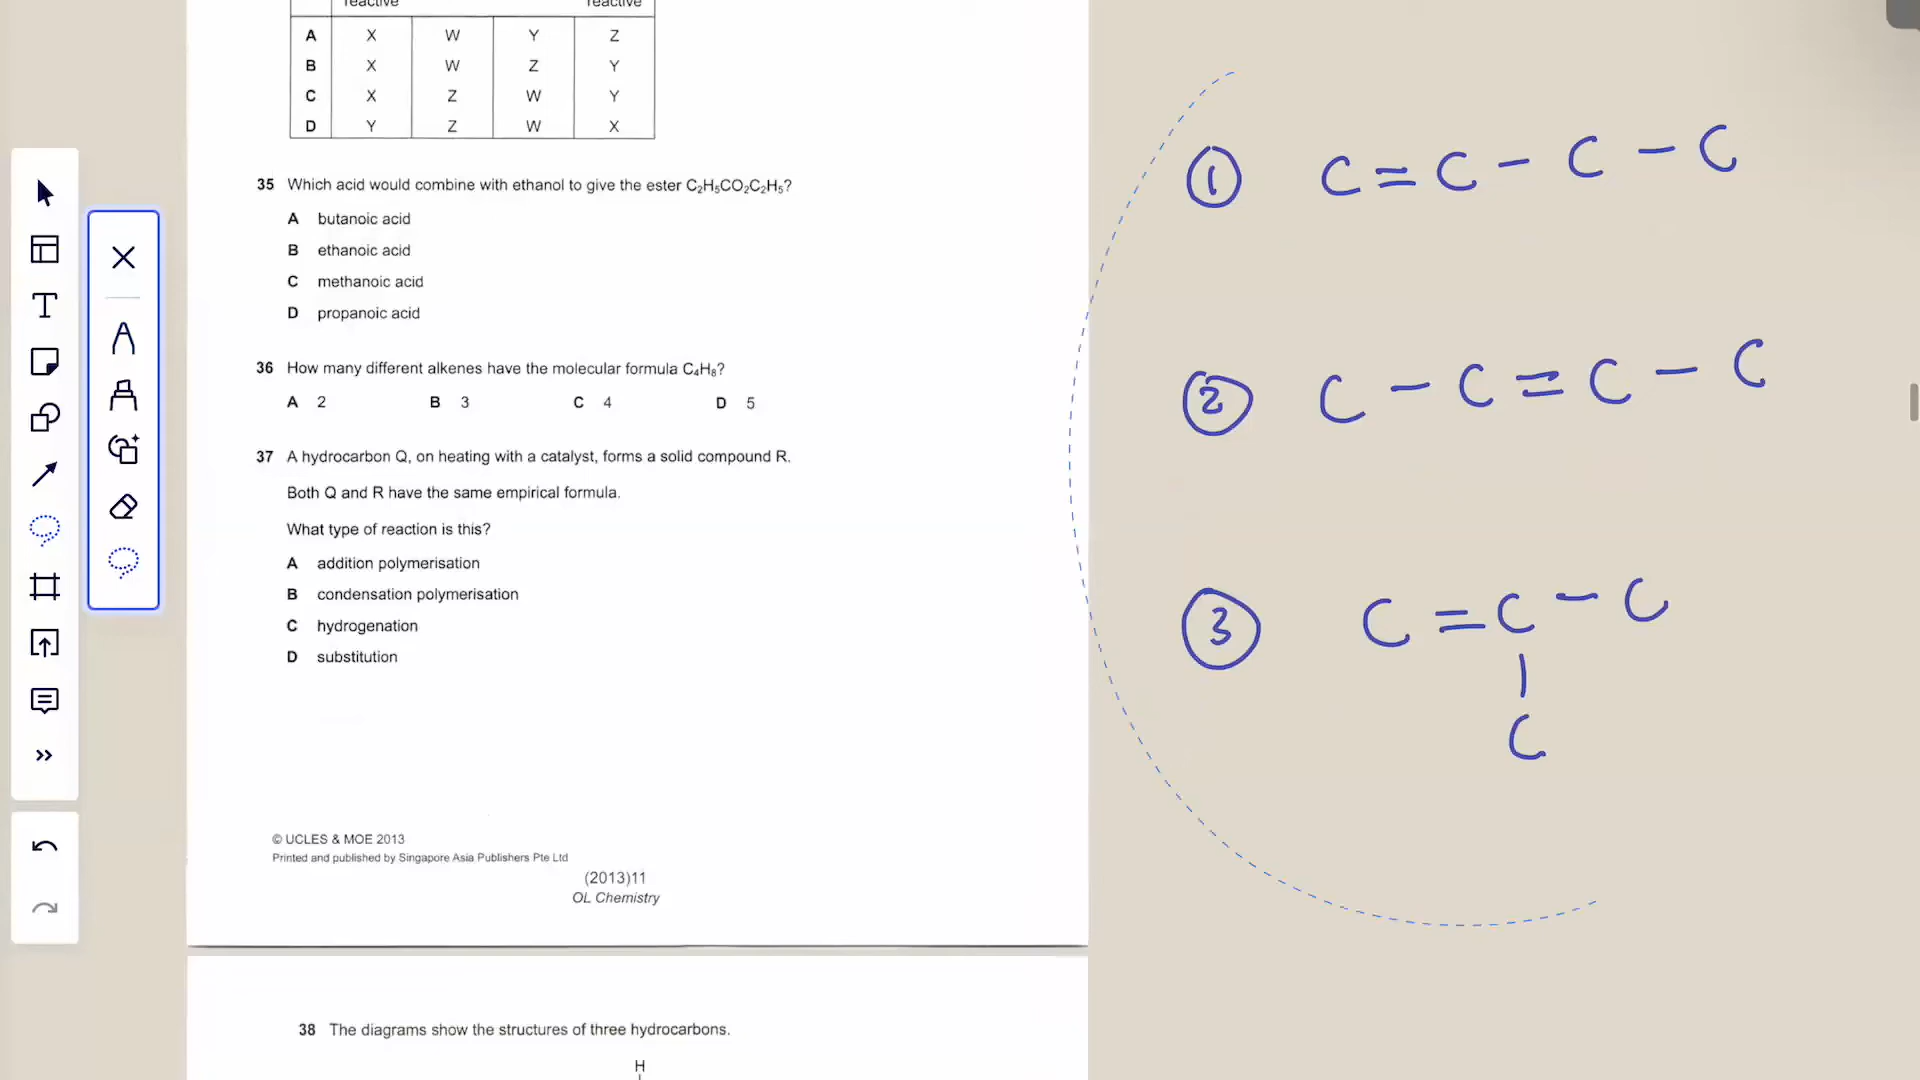 reactive reactive
A X W Y Z
B X W Z Y
C X Z W Y
D Y Z W X
35 Which acid would combine with ethanol to give the ester C₂H₅CO₂C₂H₅?
A butanoic acid
B ethanoic acid
C methanoic acid
D propanoic acid
36 How many different alkenes have the molecular formula C₄H₈?
A 2 B 3 C 4 D 5
37 A hydrocarbon Q, on heating with a catalyst, forms a solid compound R.
Both Q and R have the same empirical formula.
What type of reaction is this?
A addition polymerisation
B condensation polymerisation
C hydrogenation
D substitution
© UCLES & MOE 2013
Printed and published by Singapore Asia Publishers Pte Ltd
(2013)11
OL Chemistry
38 The diagrams show the structures of three hydrocarbons.
H
① C = C - C - C
② C - C = C - C
③ C = C - C
|
C